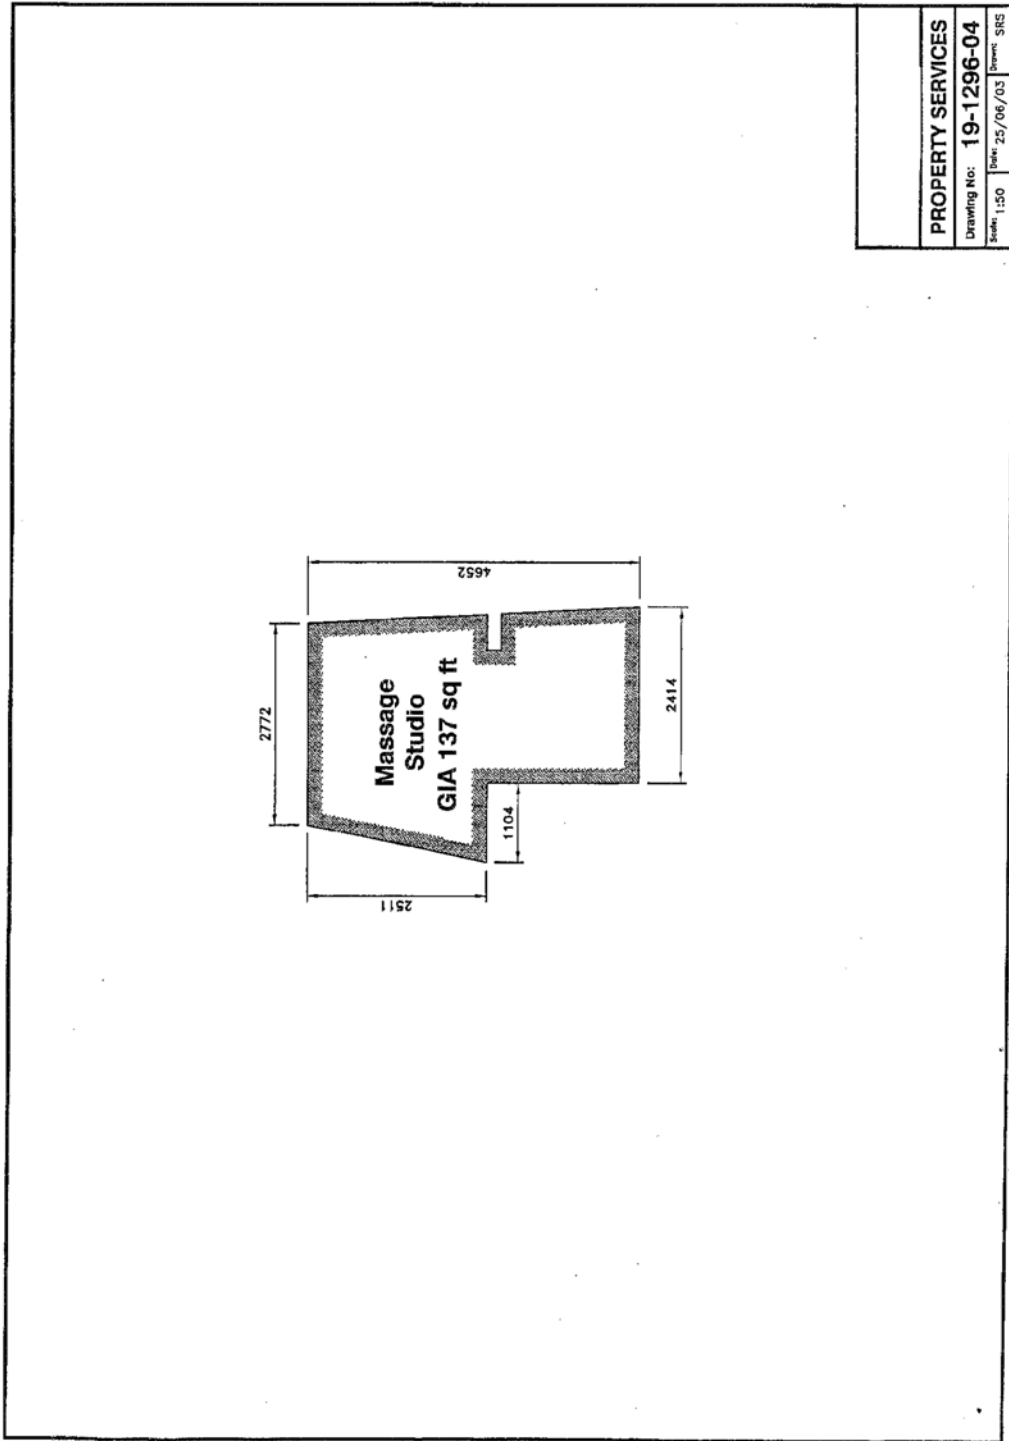 2772
4652
Massage
Studio
GIA 137 sq ft
2511
1104
2414
PROPERTY SERVICES
Drawing No: 19-1296-04
Scale: 1:50 Date: 25/06/03 Drawn: SRS